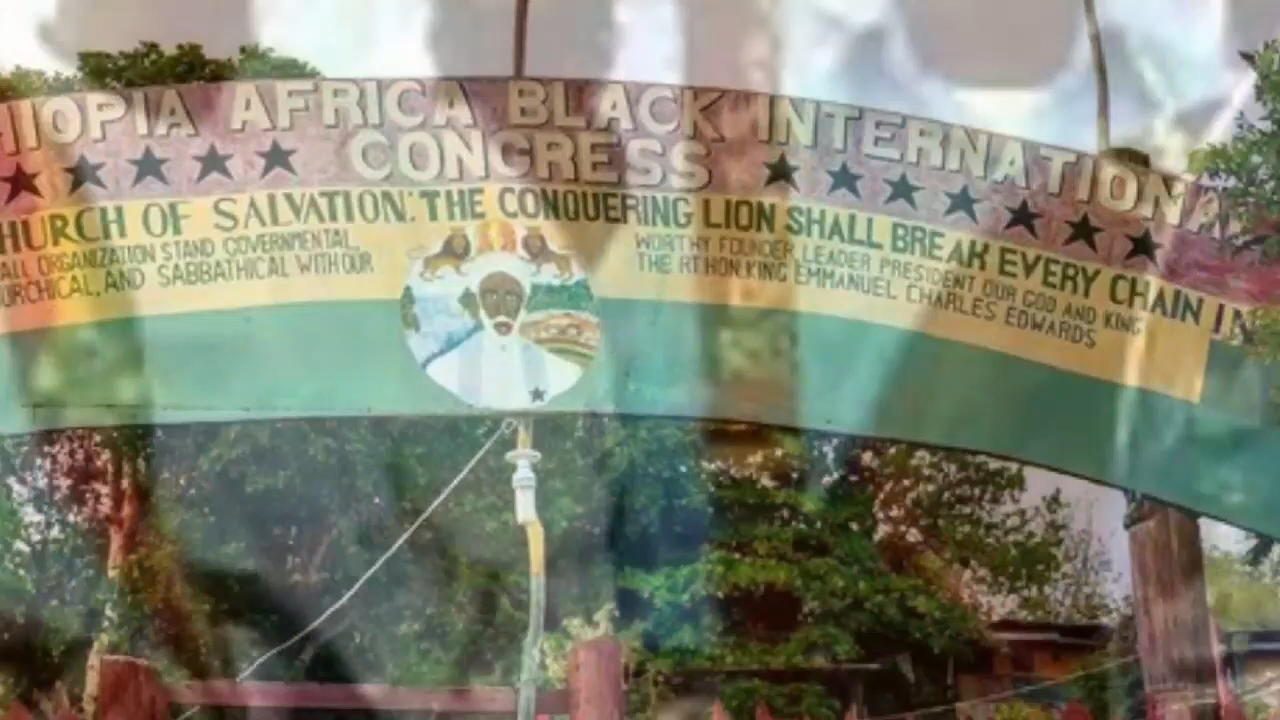 HIOPIA AFRICA BLACK INTERNATIONA
CONGRESS
HURCH OF SALVATION: THE CONQUERING LION SHALL BREAK EVERY CHAIN IN
ALL ORGANIZATION STAND GOVERNMENTAL,
URCHICAL, AND SABBATHICAL WITH OUR
WORTHY FOUNDER, LEADER PRESIDENT OUR GOD AND KING
THE RT HON. KING EMMANUEL CHARLES EDWARDS